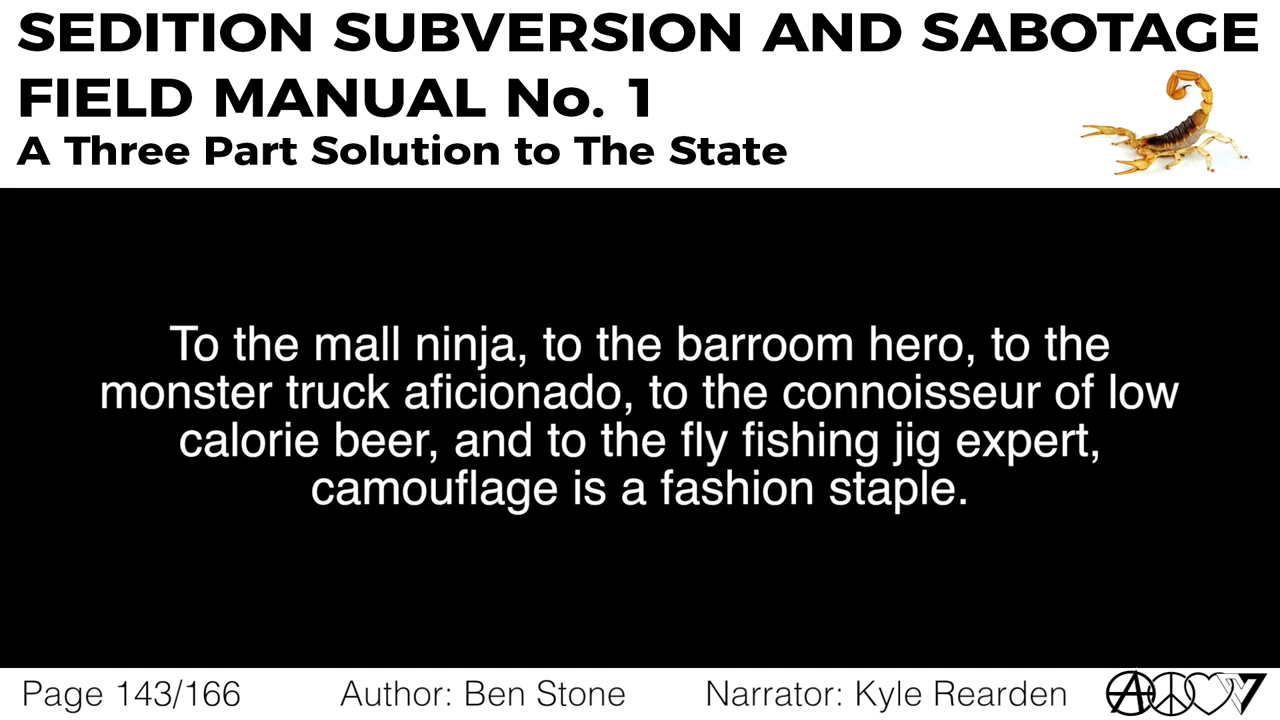 SEDITION SUBVERSION AND SABOTAGE
FIELD MANUAL No. 1
A Three Part Solution to The State
To the mall ninja, to the barroom hero, to the
monster truck aficionado, to the connoisseur of low
calorie beer, and to the fly fishing jig expert,
camouflage is a fashion staple.
Page 143/166 Author: Ben Stone Narrator: Kyle Rearden